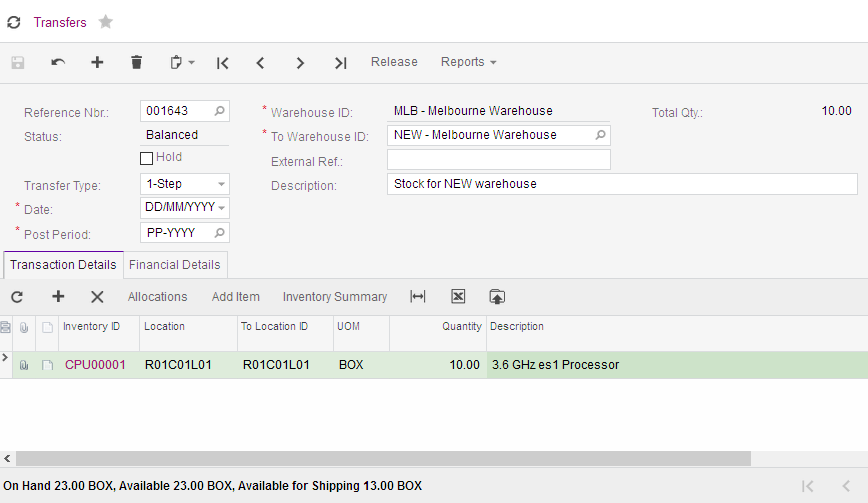 Transfers
Release Reports
Reference Nbr.: 001643 * Warehouse ID: MLB - Melbourne Warehouse Total Qty.: 10.00
Status: Balanced * To Warehouse ID: NEW - Melbourne Warehouse
Hold External Ref.:
Transfer Type: 1-Step Description: Stock for NEW warehouse
* Date: DD/MM/YYYY
* Post Period: PP-YYYY
Transaction Details Financial Details
Allocations Add Item Inventory Summary
Inventory ID Location To Location ID UOM Quantity Description
CPU00001 R01C01L01 R01C01L01 BOX 10.00 3.6 GHz es1 Processor
On Hand 23.00 BOX, Available 23.00 BOX, Available for Shipping 13.00 BOX